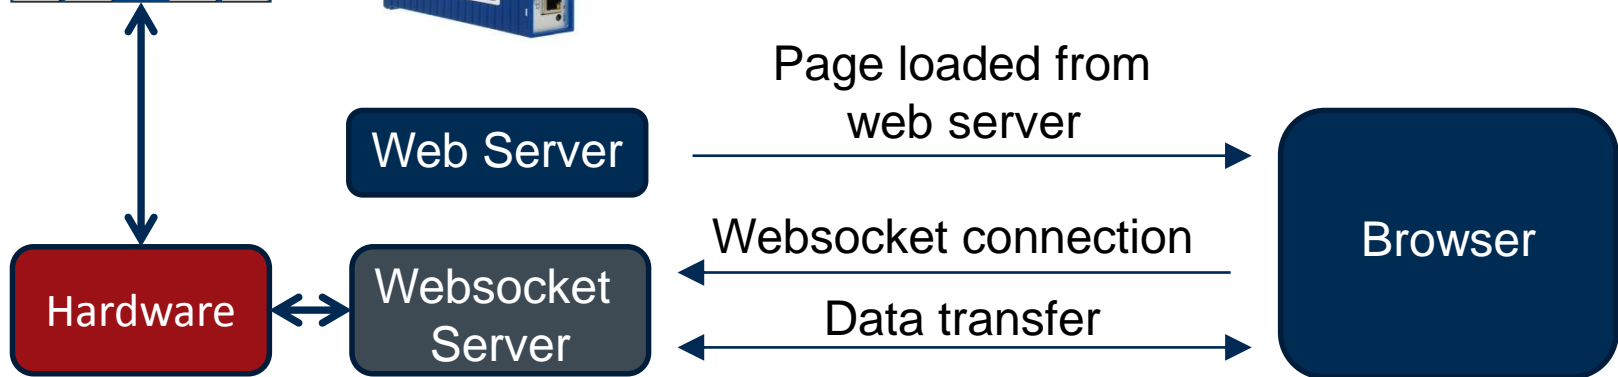 Page loaded from
web server
Web Server
Websocket connection
Browser
Hardware
Websocket
Server
Data transfer